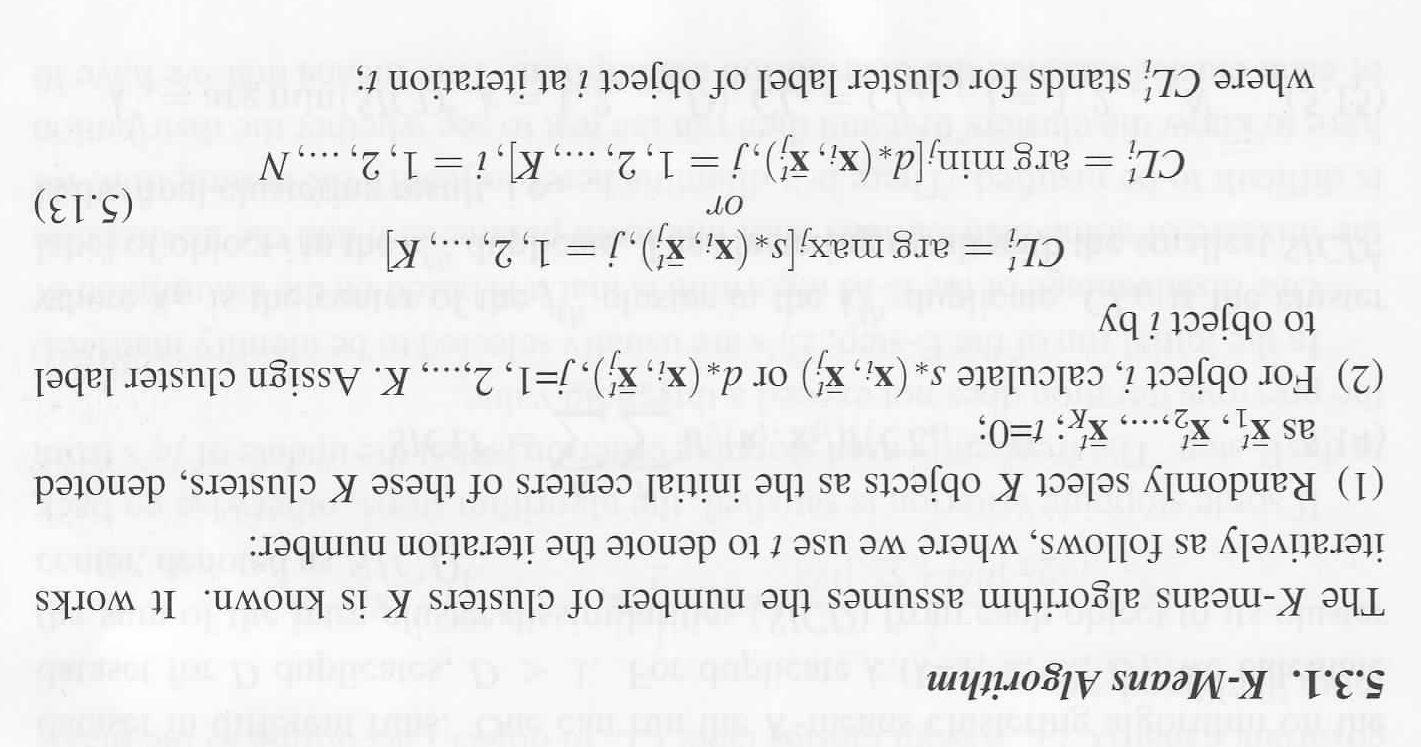 5.3.1. K-Means Algorithm
The K-means algorithm assumes the number of clusters K is known. It works
iteratively as follows, where we use t to denote the iteration number:
(1) Randomly select K objects as the initial centers of these K clusters, denoted
as x̄₁ᵗ, x̄₂ᵗ,..., x̄_Kᵗ; t=0:
(2) For object i, calculate s*(xᵢ, x̄ⱼᵗ) or d*(xᵢ, x̄ⱼᵗ), j=1, 2,..., K. Assign cluster label
to object i by
CLᵢᵗ = arg maxⱼ[s*(xᵢ, x̄ⱼᵗ) j = 1, 2,..., K]
or
(5.13)
CLᵢᵗ = arg minⱼ[d*(xᵢ, x̄ⱼᵗ), j = 1, 2, ..., K], i = 1, 2, ..., N
where CLᵢᵗ stands for cluster label of object i at iteration t;